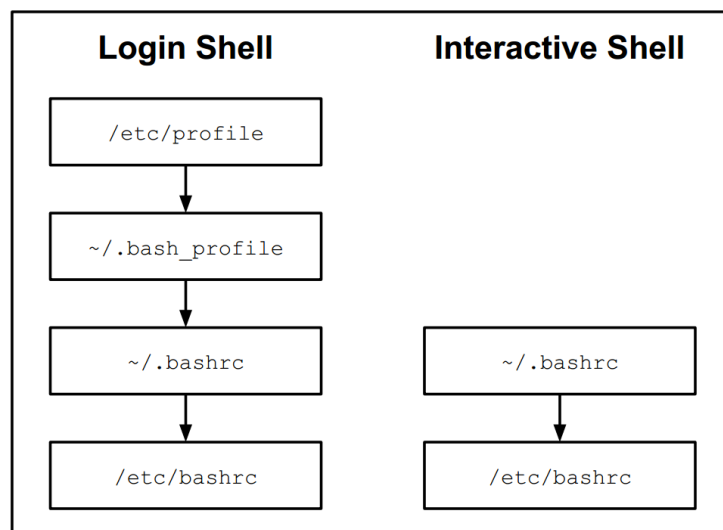 Login Shell
/etc/profile
~/.bash_profile
~/.bashrc
/etc/bashrc
Interactive Shell
~/.bashrc
/etc/bashrc